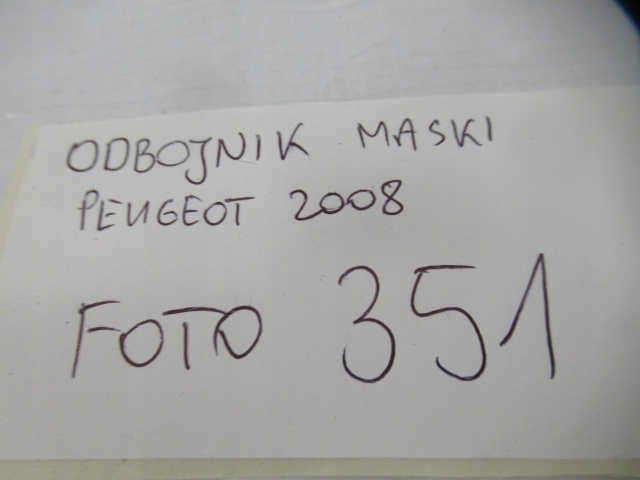 ODBOJNIK MASKI
PEUGEOT 2008
FOTO 351